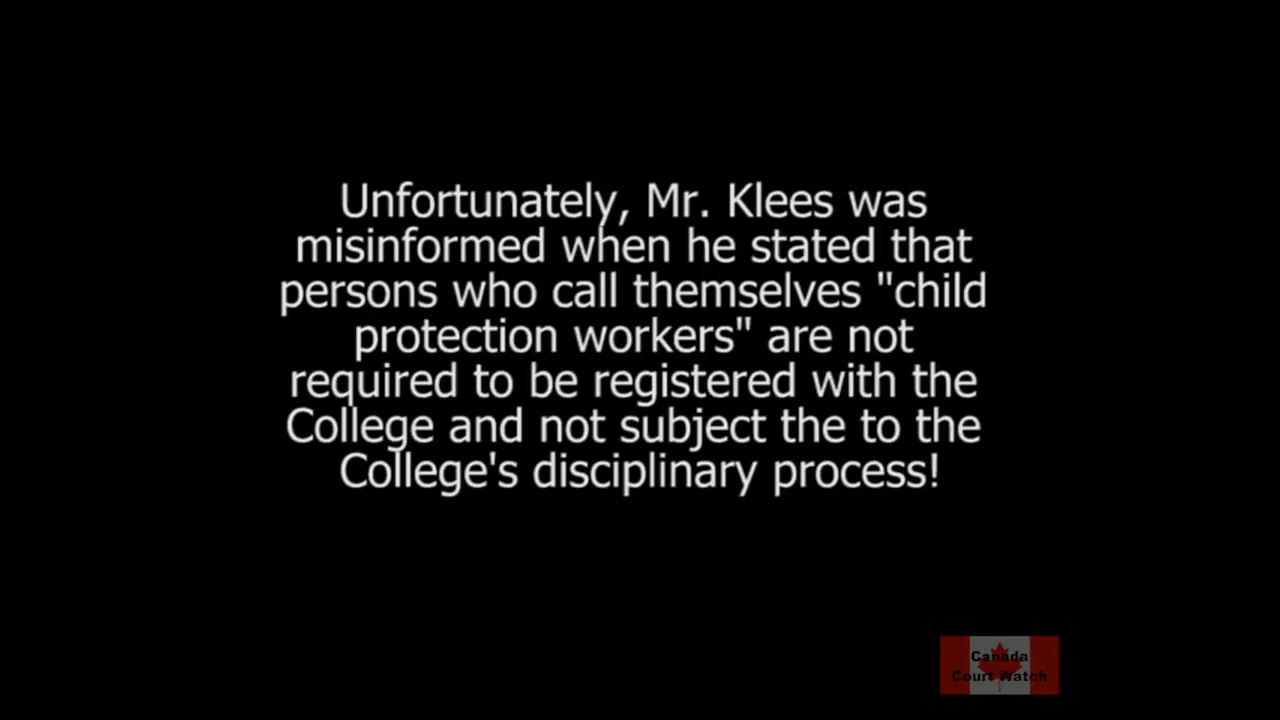 Unfortunately, Mr. Klees was
misinformed when he stated that
persons who call themselves "child
protection workers" are not
required to be registered with the
College and not subject the to the
College's disciplinary process!
Canada
Court Watch